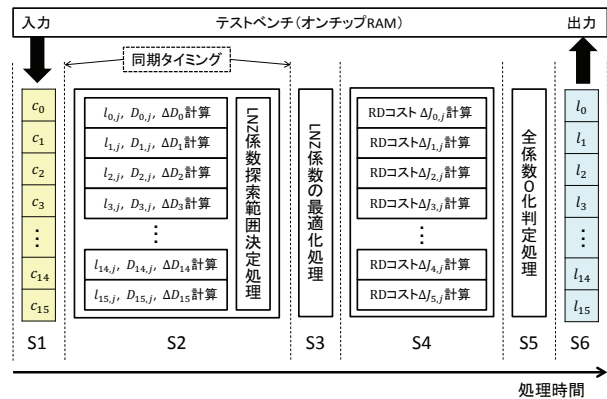 入力
テストベンチ(オンチップRAM)
出力
同期タイミング
c₀
c₁
c₂
c₃
⋮
c₁₄
c₁₅
l₀,ⱼ, D₀,ⱼ, ΔD₀計算
l₁,ⱼ, D₁,ⱼ, ΔD₁計算
l₂,ⱼ, D₂,ⱼ, ΔD₂計算
l₃,ⱼ, D₃,ⱼ, ΔD₃計算
⋮
l₁₄,ⱼ, D₁₄,ⱼ, ΔD₁₄計算
l₁₅,ⱼ, D₁₅,ⱼ, ΔD₁₅計算
LNZ係数探索範囲決定処理
LNZ係数の最適化処理
RDコストΔJ₀,ⱼ計算
RDコストΔJ₁,ⱼ計算
RDコストΔJ₂,ⱼ計算
RDコストΔJ₃,ⱼ計算
⋮
RDコストΔJ₄,ⱼ計算
RDコストΔJ₅,ⱼ計算
全係数0化判定処理
l₀
l₁
l₂
l₃
⋮
l₁₄
l₁₅
S1
S2
S3
S4
S5
S6
処理時間